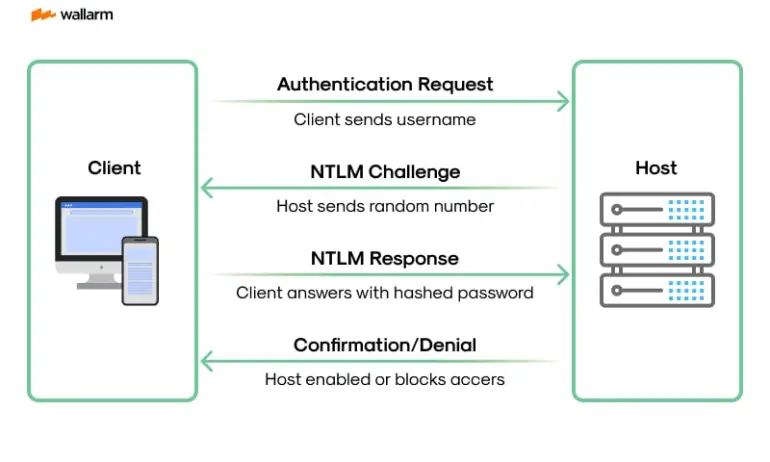 wallarm
Authentication Request
Client sends username
Client
NTLM Challenge
Host
Host sends random number
NTLM Response
Client answers with hashed password
Confirmation/Denial
Host enabled or blocks accers